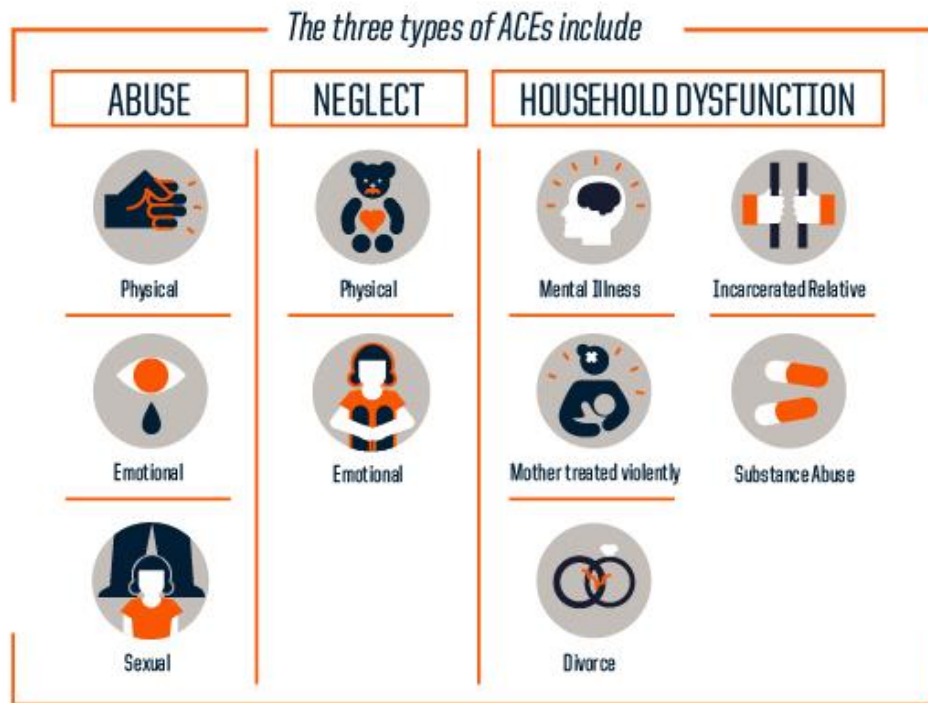 The three types of ACEs include
ABUSE
NEGLECT
HOUSEHOLD DYSFUNCTION
Physical
Physical
Mental Illness
Incarcerated Relative
Emotional
Emotional
Mother treated violently
Substance Abuse
Sexual
Divorce